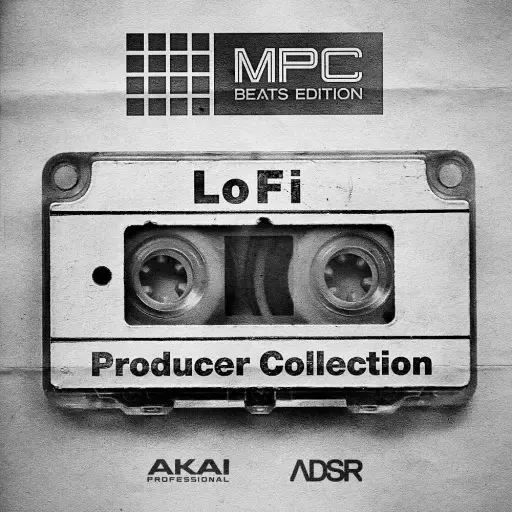 MPC
BEATS EDITION
LoFi
Producer Collection
AKAI
PROFESSIONAL
ADSR